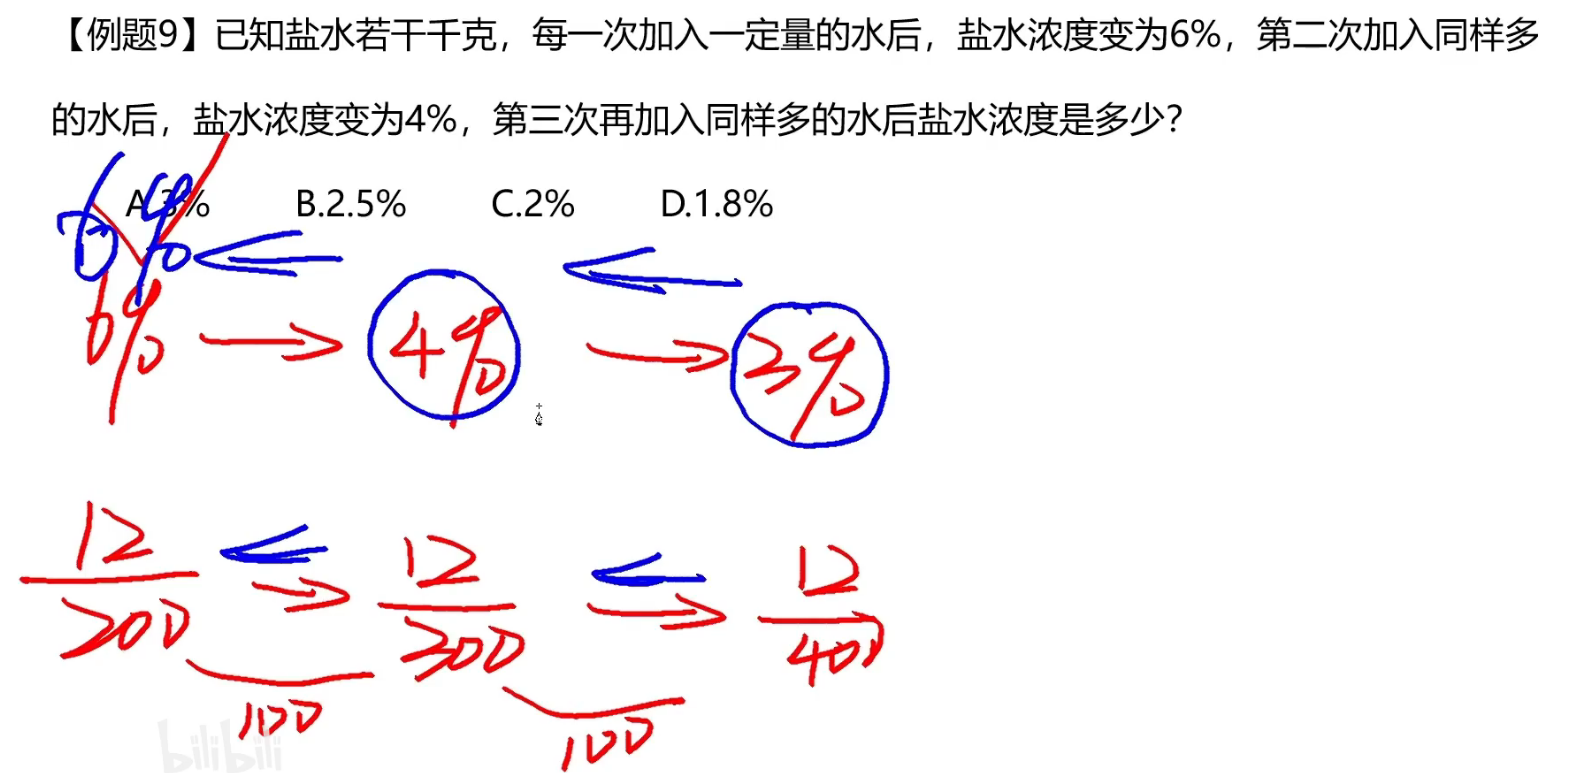 【例题9】已知盐水若干千克，每一次加入一定量的水后，盐水浓度变为6%，第二次加入同样多
的水后，盐水浓度变为4%，第三次再加入同样多的水后盐水浓度是多少?
A.3% B.2.5% C.2% D.1.8%
6% → 4% → 3%
12/200 → 12/300 → 12/400
100 100
bilibili